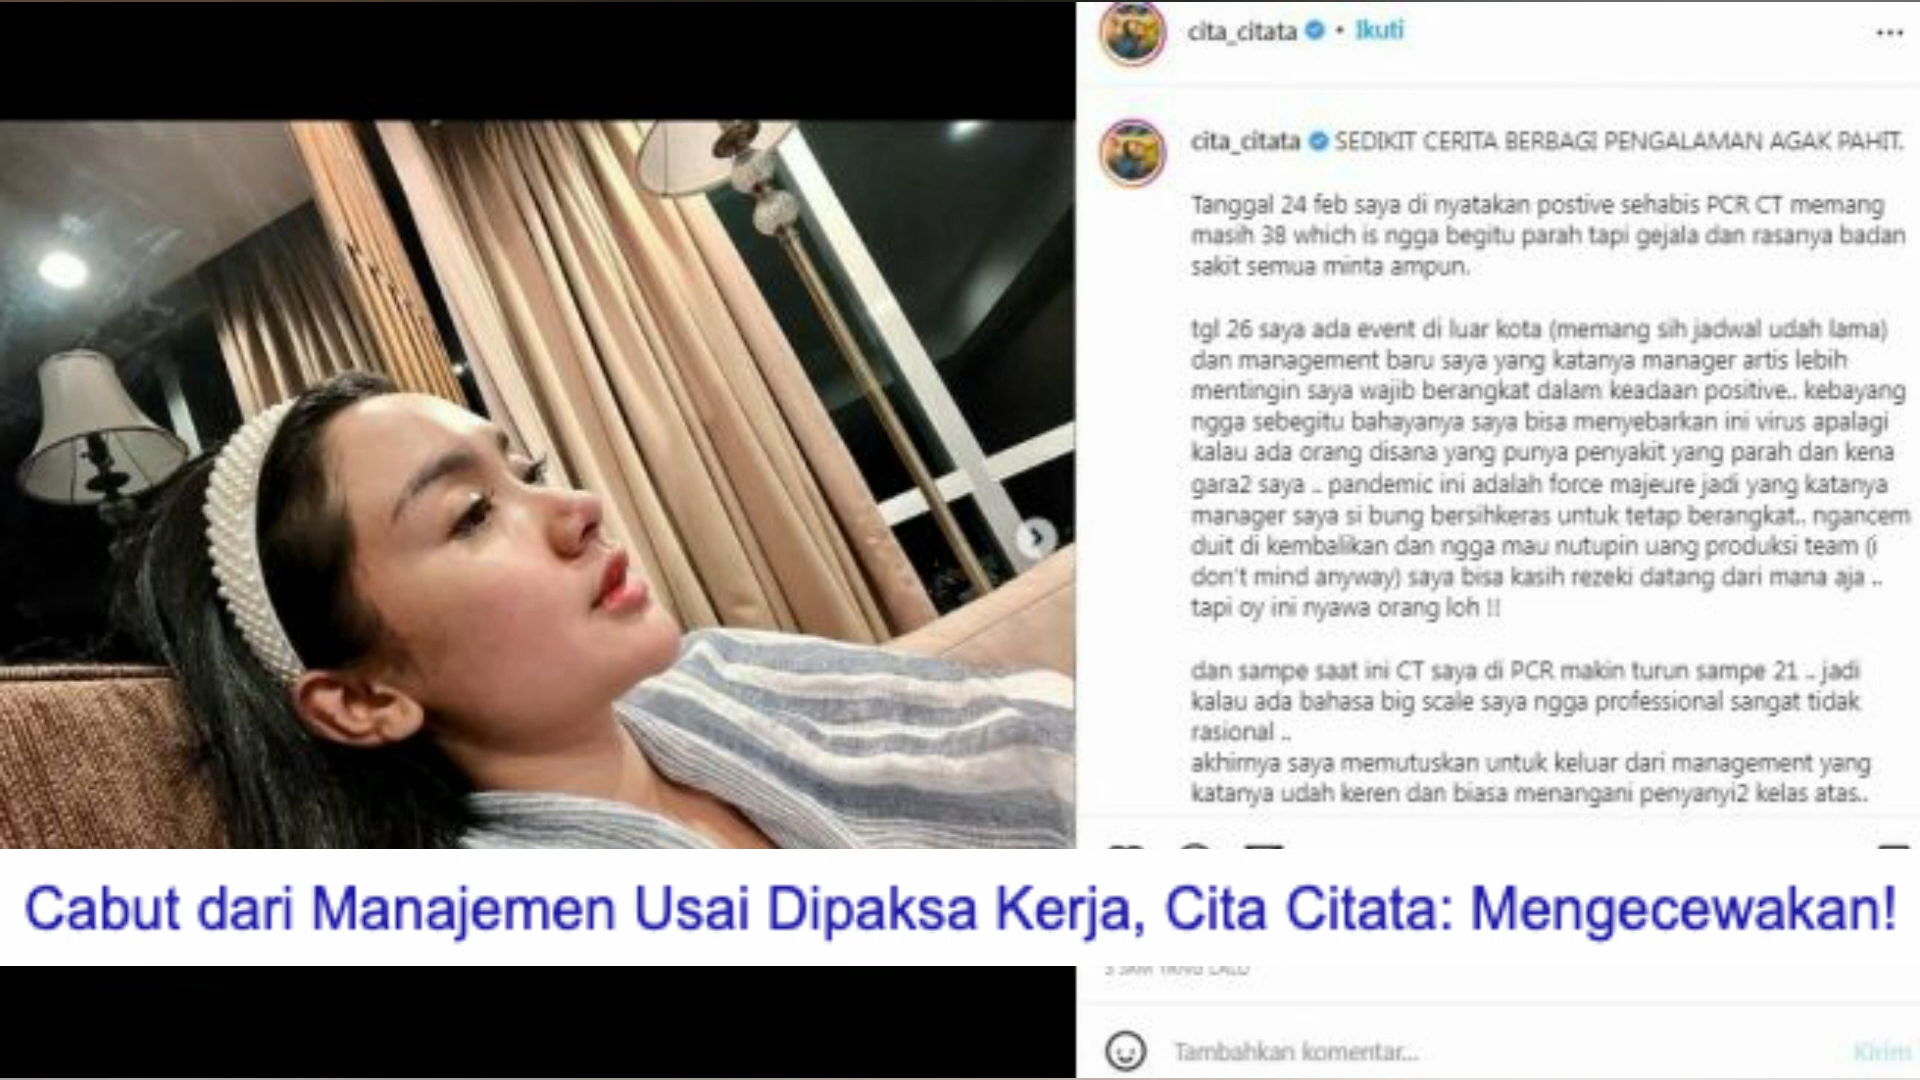 cita_citata • Ikuti
cita_citata SEDIKIT CERITA BERBAGI PENGALAMAN AGAK PAHIT.
Tanggal 24 feb saya di nyatakan postive sehabis PCR CT memang
masih 38 which is ngga begitu parah tapi gejala dan rasanya badan
sakit semua minta ampun.
tgl 26 saya ada event di luar kota (memang sih jadwal udah lama)
dan management baru saya yang katanya manager artis lebih
mentingin saya wajib berangkat dalam keadaan positive.. kebayang
ngga sebegitu bahayanya saya bisa menyebarkan ini virus apalagi
kalau ada orang disana yang punya penyakit yang parah dan kena
gara2 saya .. pandemic ini adalah force majeure jadi yang katanya
manager saya si bung bersihkeras untuk tetap berangkat.. ngancem
duit di kembalikan dan ngga mau nutupin uang produksi team (i
don't mind anyway) saya bisa kasih rezeki datang dari mana aja ..
tapi oy ini nyawa orang loh !!
dan sampe saat ini CT saya di PCR makin turun sampe 21 .. jadi
kalau ada bahasa big scale saya ngga professional sangat tidak
rasional ..
akhirnya saya memutuskan untuk keluar dari management yang
katanya udah keren dan biasa menangani penyanyi2 kelas atas..
Cabut dari Manajemen Usai Dipaksa Kerja, Cita Citata: Mengecewakan!
YANG LALU
Tambahkan komentar...
Kirim